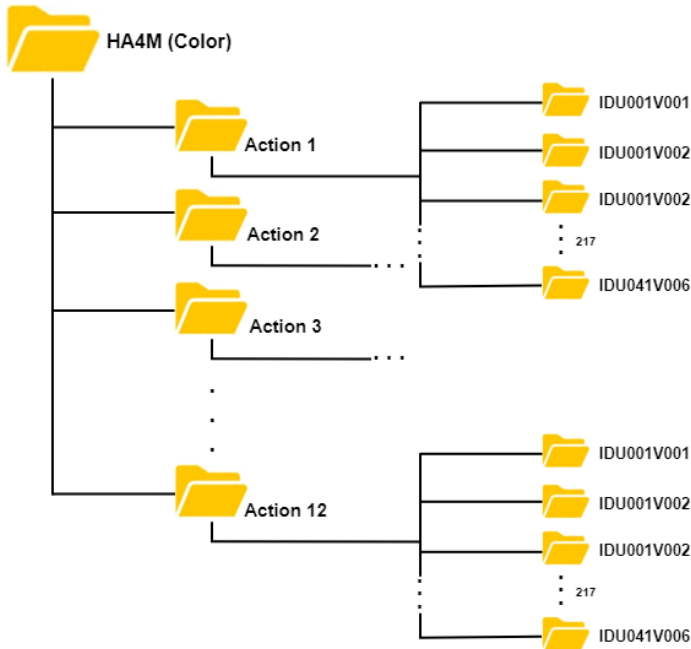 HA4M (Color)
Action 1
IDU001V001
IDU001V002
IDU001V002
217
IDU041V006
Action 2
Action 3
Action 12
IDU001V001
IDU001V002
IDU001V002
217
IDU041V006